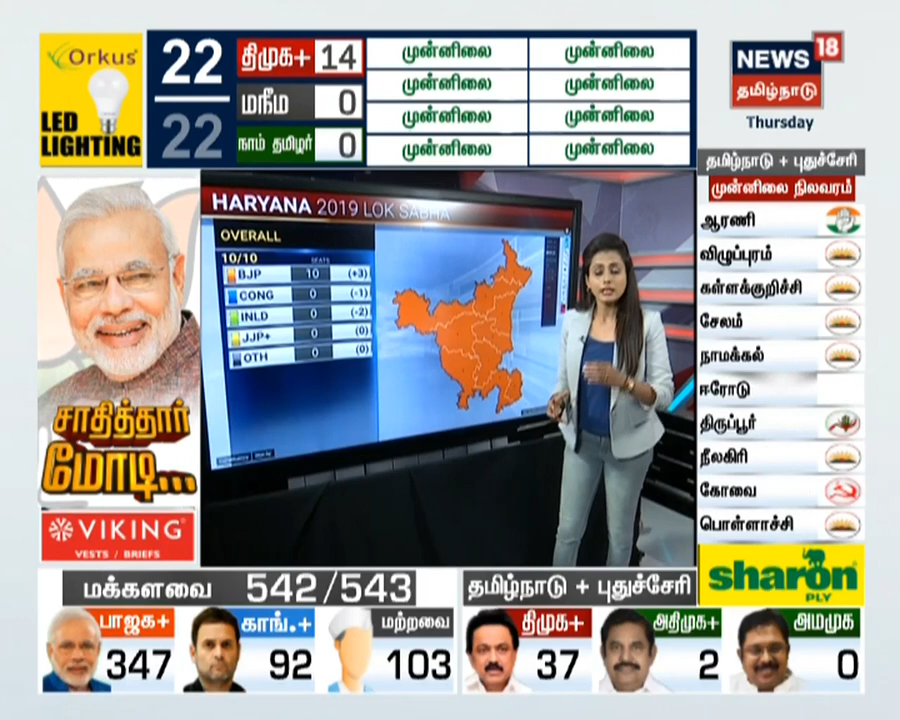 Orkus
LED
LIGHTING
22
22
திமுக+ 14
மநீம 0
நாம் தமிழர் 0
முன்னிலை முன்னிலை
முன்னிலை முன்னிலை
முன்னிலை முன்னிலை
முன்னிலை முன்னிலை
NEWS 18
தமிழ்நாடு
Thursday
தமிழ்நாடு + புதுச்சேரி
முன்னிலை நிலவரம்
ஆரணி
விழுப்புரம்
கள்ளக்குறிச்சி
சேலம்
நாமக்கல்
ஈரோடு
திருப்பூர்
நீலகிரி
கோவை
பொள்ளாச்சி
HARYANA 2019 LOK SABHA
OVERALL
10/10 SEATS
BJP 10 (+3)
CONG 0 (-1)
INLD 0 (-2)
JJP+ 0 (0)
OTH 0 (0)
சாதித்தார்
மோடி...
VIKING
VESTS / BRIEFS
sharon
PLY
மக்களவை 542/543
பாஜக+ 347
காங்.+ 92
மற்றவை 103
தமிழ்நாடு + புதுச்சேரி
திமுக+ 37
அதிமுக+ 2
அமமுக 0